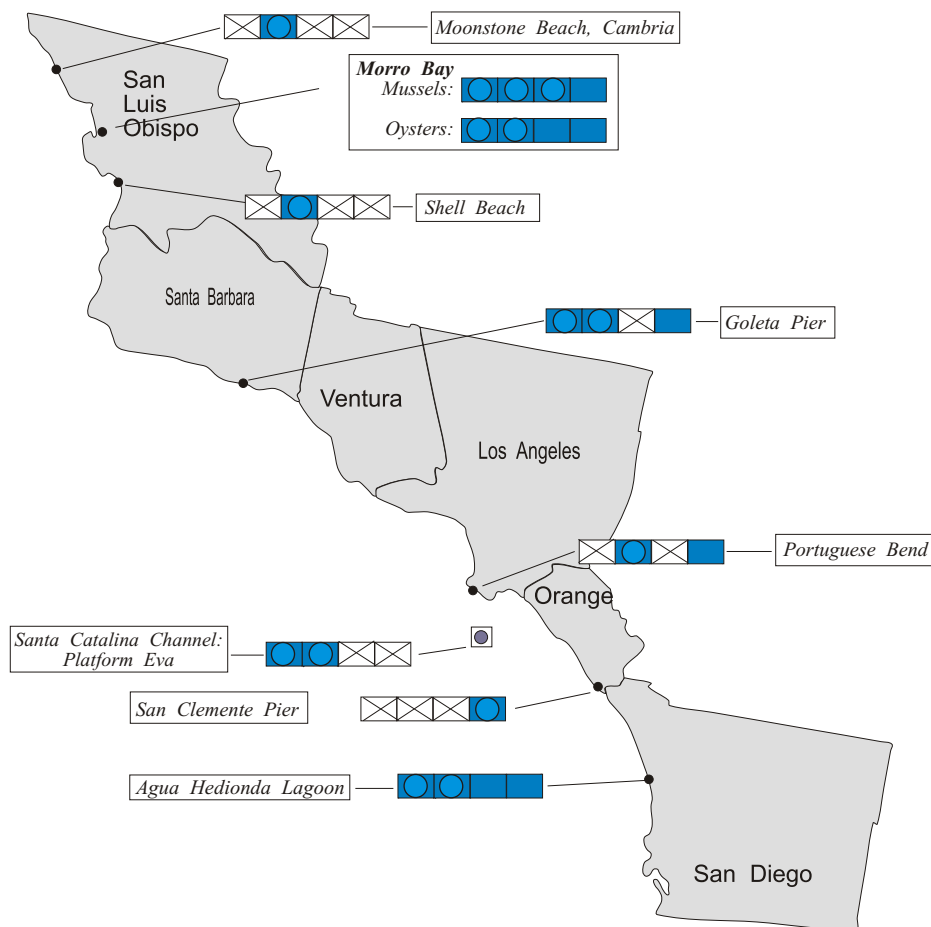 Moonstone Beach, Cambria
San
Luis
Obispo
Morro Bay
Mussels:
Oysters:
Shell Beach
Santa Barbara
Goleta Pier
Ventura
Los Angeles
Portuguese Bend
Orange
Santa Catalina Channel:
Platform Eva
San Clemente Pier
Agua Hedionda Lagoon
San Diego